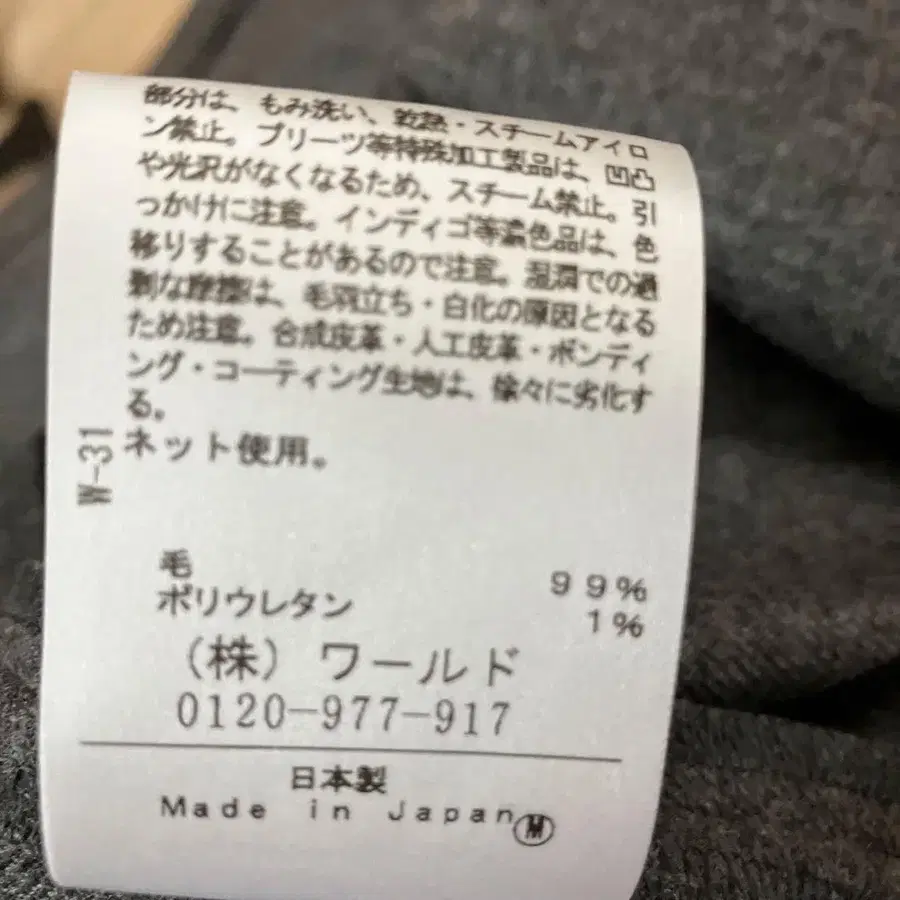 部分は、もみ洗い、乾熱・スチームアイロ
ン禁止。プリーツ等特殊加工製品は、凹凸
や光沢がなくなるため、スチーム禁止。引
っかけに注意。インディゴ等濃色品は、色
移りすることがあるので注意。湿潤での過
剰な摩擦は、毛羽立ち・白化の原因となる
ため注意。合成皮革・人工皮革・ボンディ
ング・コーティング生地は、徐々に劣化す
る。
ネット使用。
W-31
毛 99%
ポリウレタン 1%
(株) ワールド
0120-977-917
日本製
Made in Japan
M